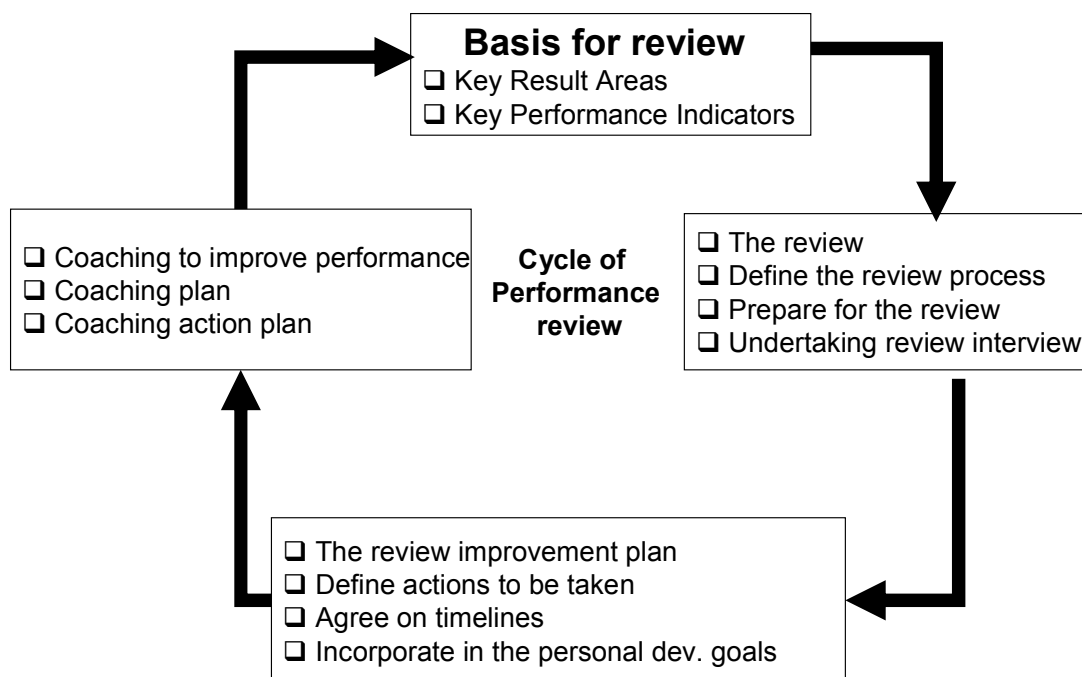 Basis for review
❑ Key Result Areas
❑ Key Performance Indicators
❑ Coaching to improve performance
❑ Coaching plan
❑ Coaching action plan
Cycle of
Performance
review
❑ The review
❑ Define the review process
❑ Prepare for the review
❑ Undertaking review interview
❑ The review improvement plan
❑ Define actions to be taken
❑ Agree on timelines
❑ Incorporate in the personal dev. goals